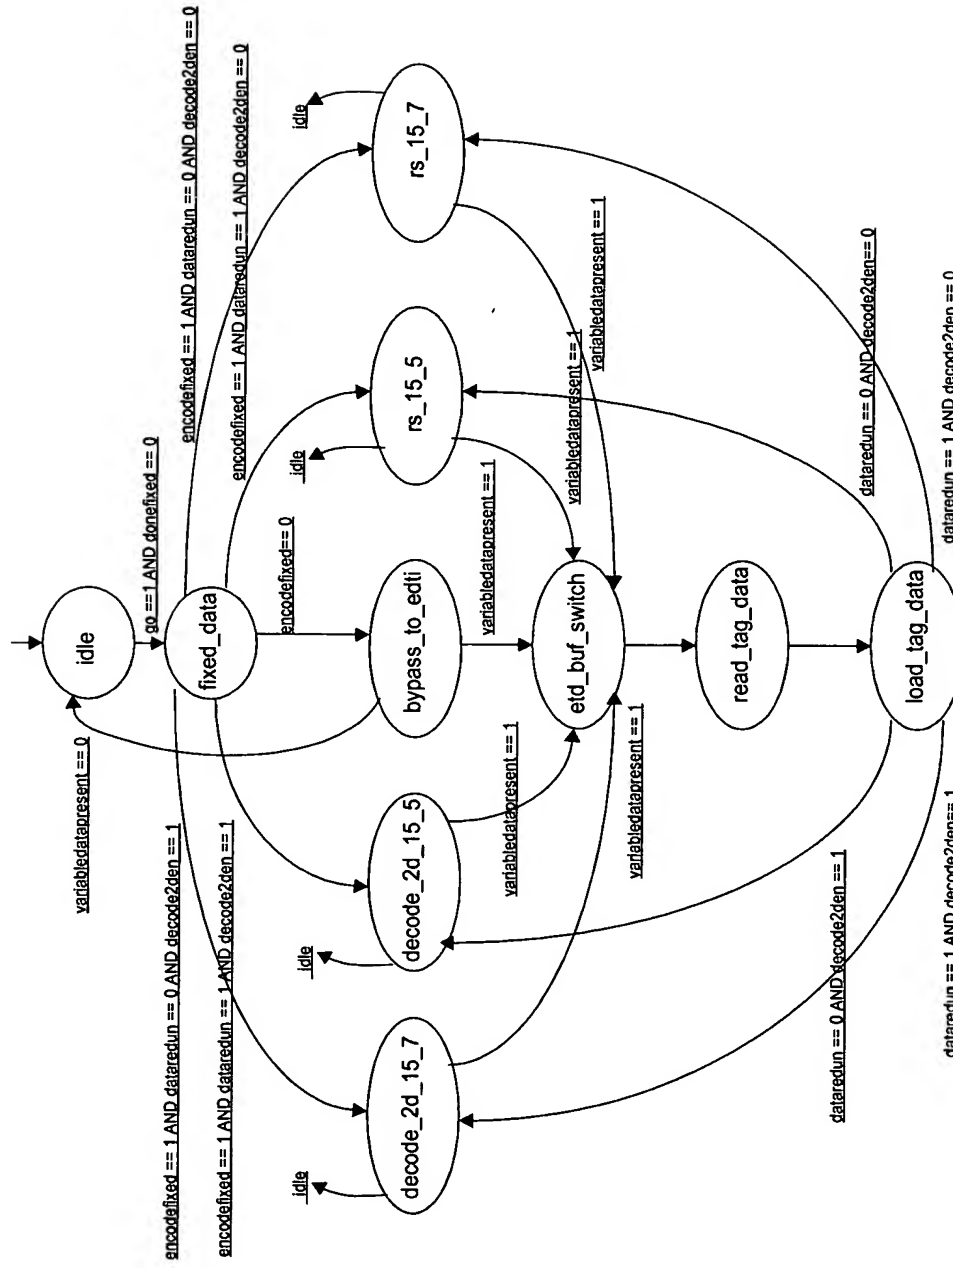 variabledatapresent == 0
idle
go ==1 AND donefixed == 0
encodefixed == 1 AND dataredun == 0 AND decode2den == 1
encodefixed == 1 AND dataredun == 0 AND decode2den == 0
encodefixed == 1 AND dataredun == 1 AND decode2den == 1
fixed_data
encodefixed == 1 AND dataredun == 1 AND decode2den == 0
encodefixed== 0
idle
idle
idle
idle
decode_2d_15_7
decode_2d_15_5
bypass_to_edti
rs_15_5
rs_15_7
variabledatapresent == 1
variabledatapresent == 1
variabledatapresent == 1
variabledatapresent == 1
etd_buf_switch
variabledatapresent == 1
read_tag_data
dataredun == 0 AND decode2den == 1
dataredun == 0 AND decode2den== 0
load_tag_data
dataredun == 1 AND decode2den== 1
dataredun == 1 AND decode2den == 0